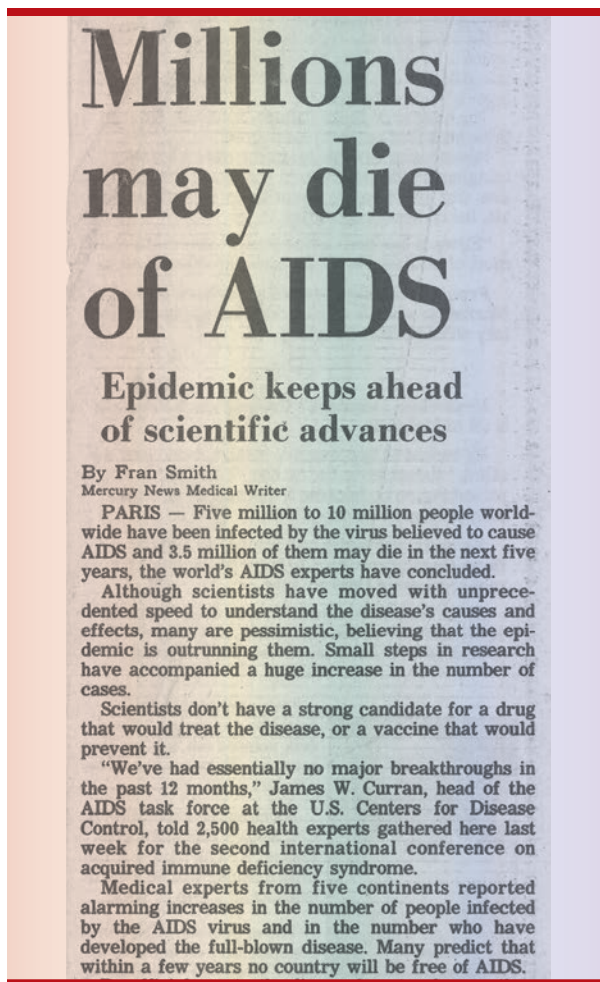 Millions
may die
of AIDS
Epidemic keeps ahead
of scientific advances
By Fran Smith
Mercury News Medical Writer
PARIS — Five million to 10 million people world-
wide have been infected by the virus believed to cause
AIDS and 3.5 million of them may die in the next five
years, the world's AIDS experts have concluded.
Although scientists have moved with unprece-
dented speed to understand the disease's causes and
effects, many are pessimistic, believing that the epi-
demic is outrunning them. Small steps in research
have accompanied a huge increase in the number of
cases.
Scientists don't have a strong candidate for a drug
that would treat the disease, or a vaccine that would
prevent it.
"We've had essentially no major breakthroughs in
the past 12 months," James W. Curran, head of the
AIDS task force at the U.S. Centers for Disease
Control, told 2,500 health experts gathered here last
week for the second international conference on
acquired immune deficiency syndrome.
Medical experts from five continents reported
alarming increases in the number of people infected
by the AIDS virus and in the number who have
developed the full-blown disease. Many predict that
within a few years no country will be free of AIDS.